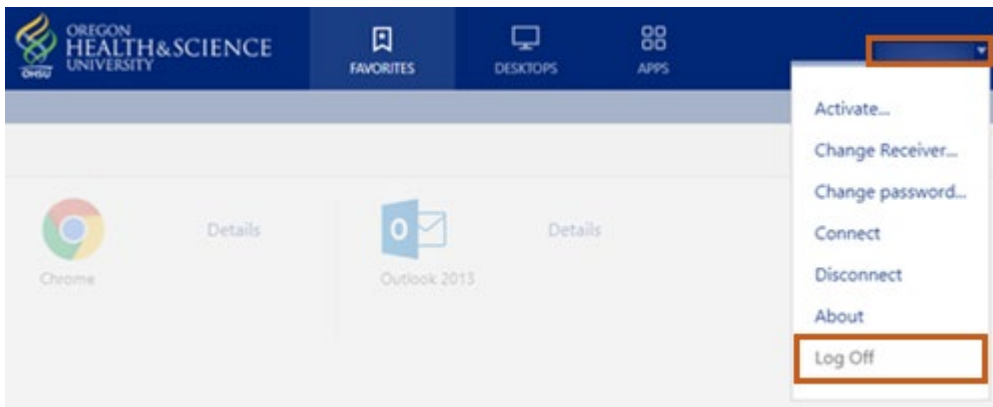 OREGON
HEALTH&SCIENCE
UNIVERSITY
OHSU
FAVORITES
DESKTOPS
APPS
Activate...
Change Receiver...
Change password...
Connect
Disconnect
About
Log Off
Details
Chrome
Details
Outlook 2013